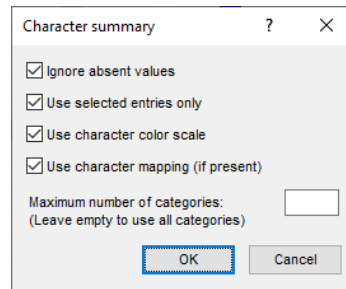 Character summary ?
Ignore absent values
Use selected entries only
Use character color scale
Use character mapping (if present)
Maximum number of categories:
(Leave empty to use all categories)
OK Cancel